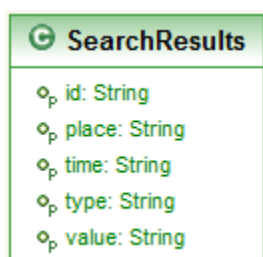 C SearchResults
P id: String
P place: String
P time: String
P type: String
P value: String